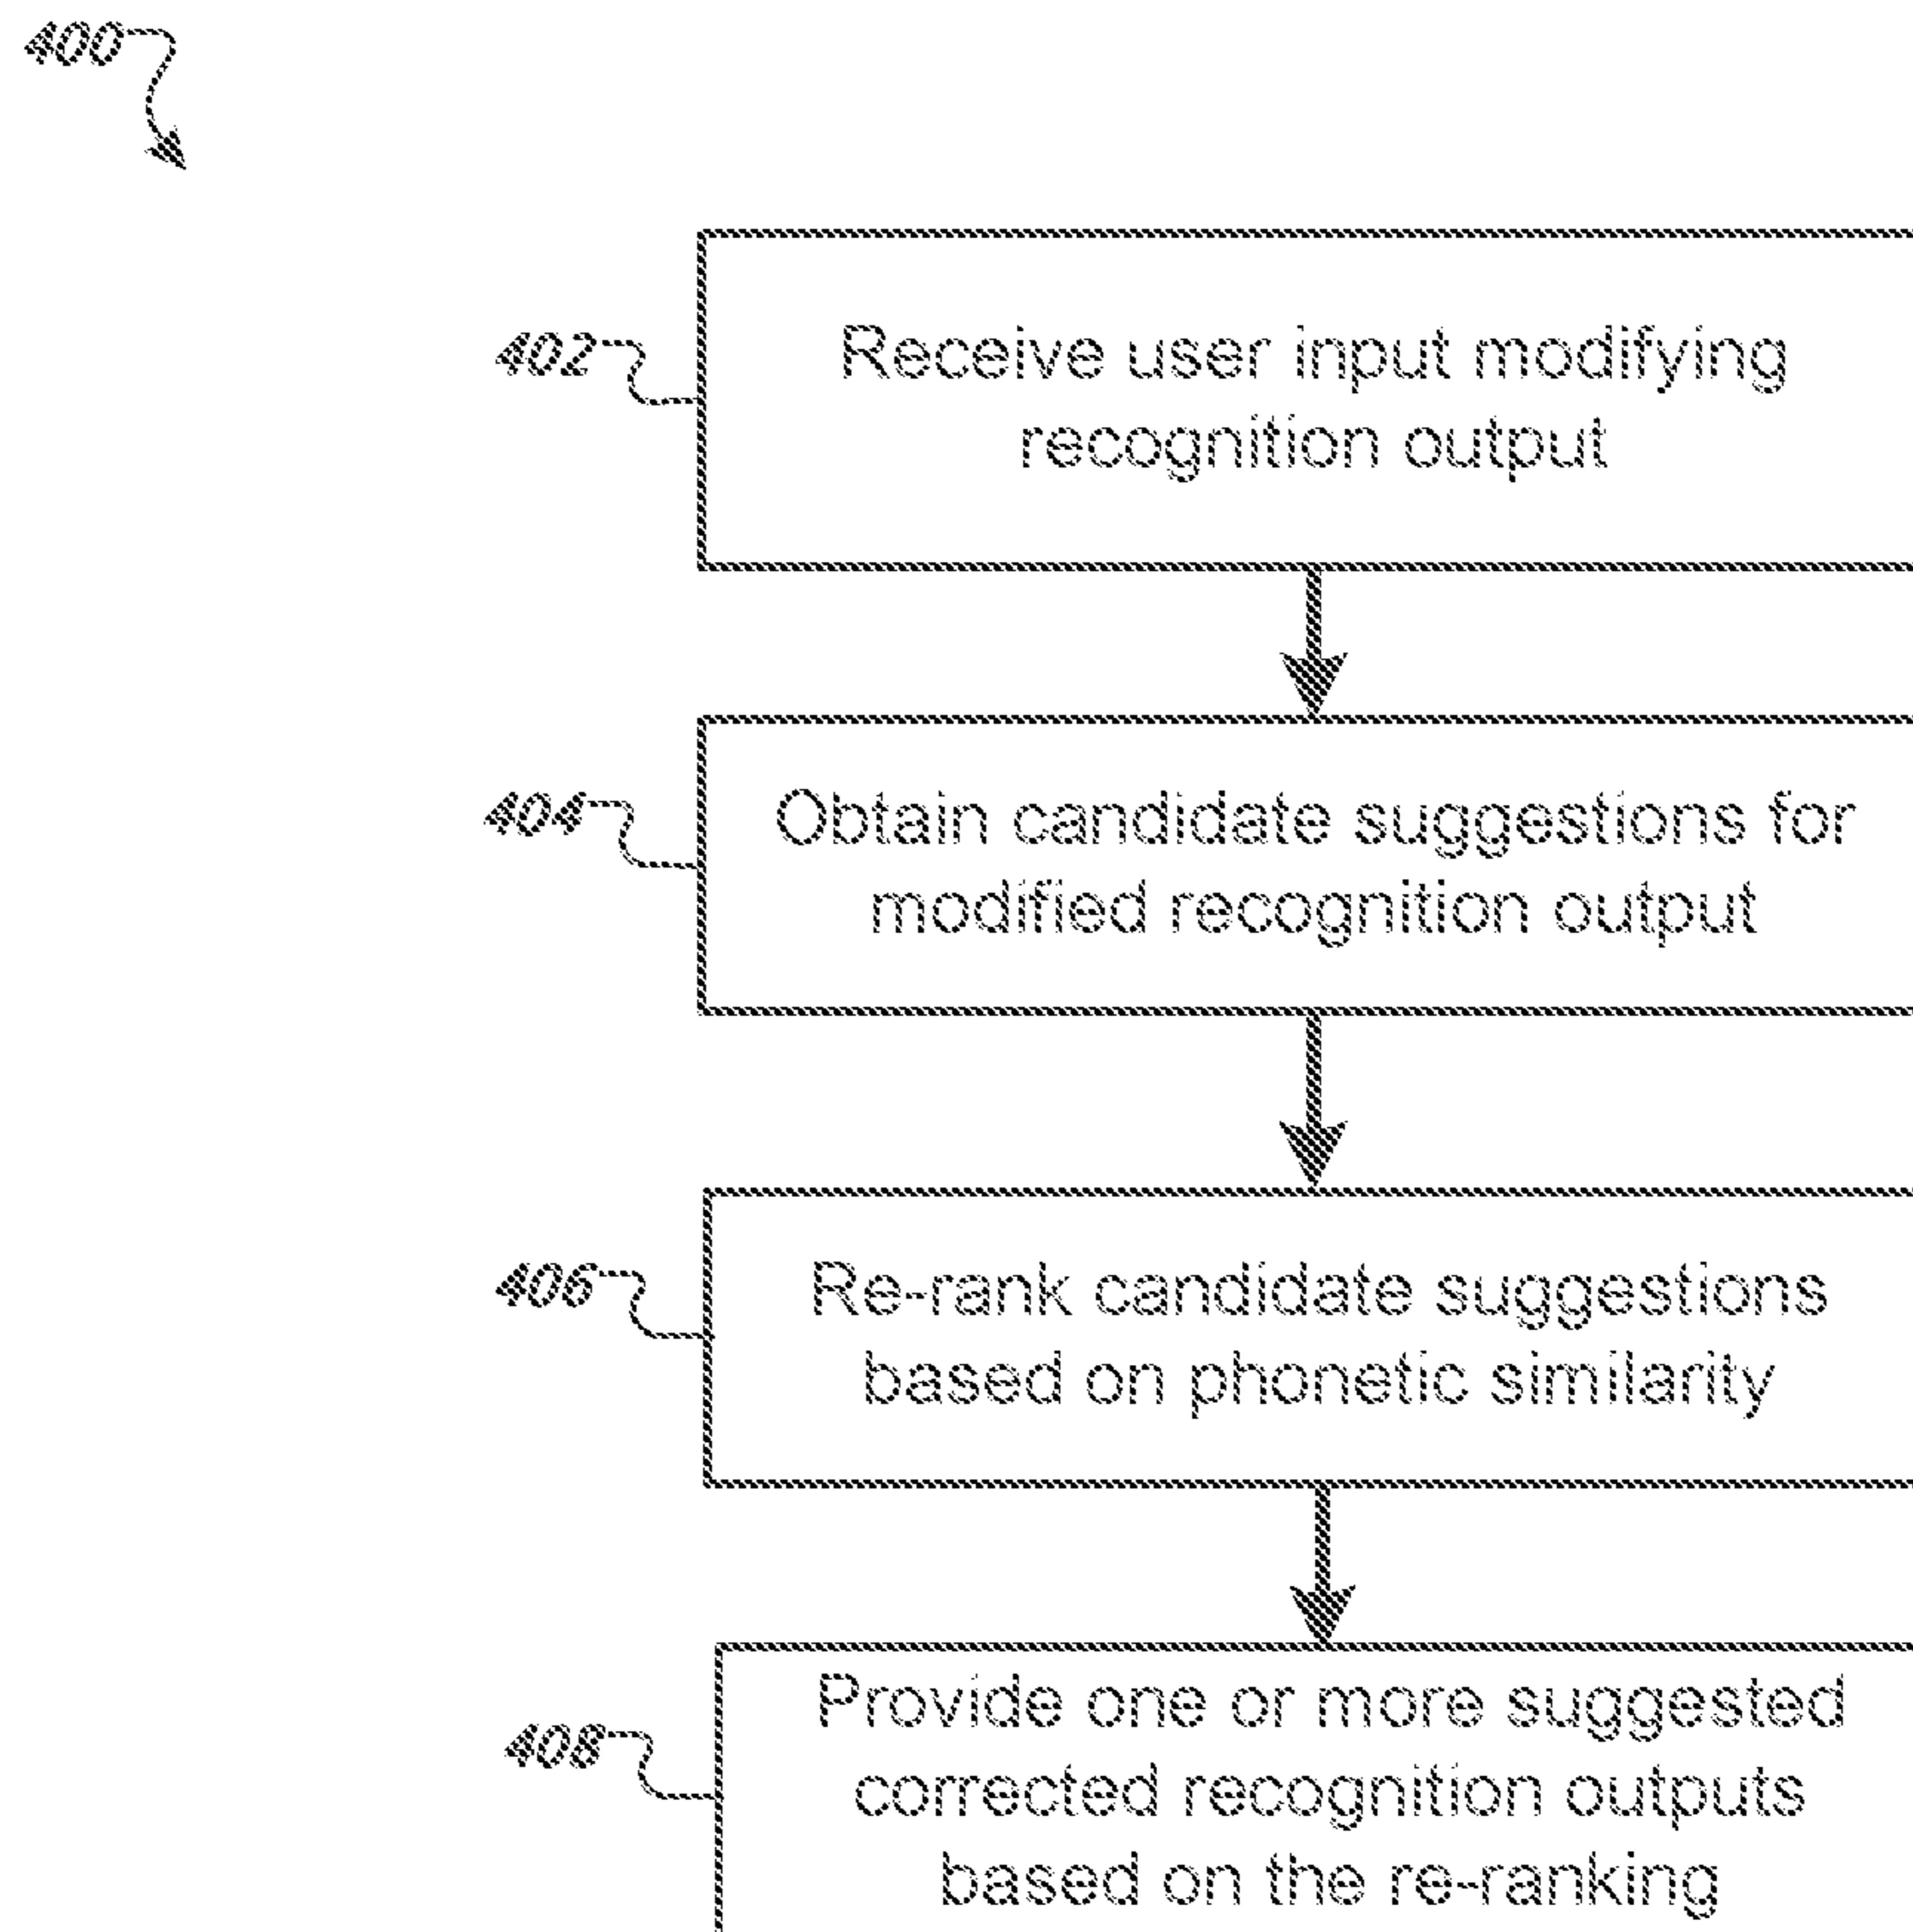 400
402
Receive user input modifying
recognition output
404
Obtain candidate suggestions for
modified recognition output
406
Re-rank candidate suggestions
based on phonetic similarity
408
Provide one or more suggested
corrected recognition outputs
based on the re-ranking